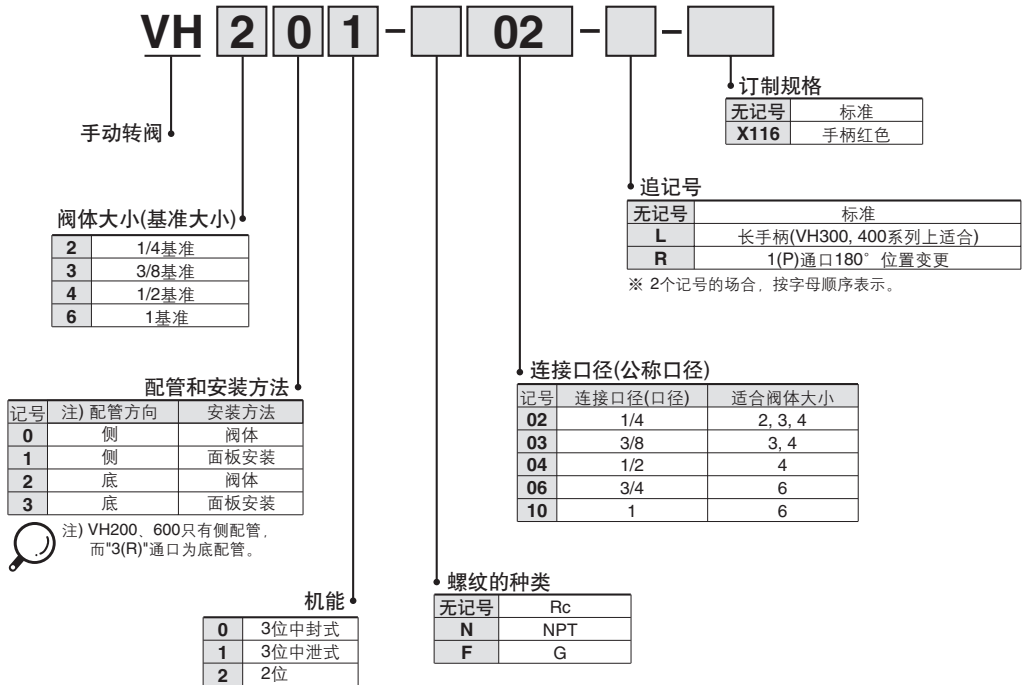 VH 2 0 1 - 02 - -
手动转阀
订制规格
无记号 标准
X116 手柄红色
追记号
无记号 标准
L 长手柄(VH300, 400系列上适合)
R 1(P)通口180°位置变更
※ 2个记号的场合，按字母顺序表示。
阀体大小(基准大小)
2 1/4基准
3 3/8基准
4 1/2基准
6 1基准
连接口径(公称口径)
记号 连接口径(口径) 适合阀体大小
02 1/4 2, 3, 4
03 3/8 3, 4
04 1/2 4
06 3/4 6
10 1 6
配管和安装方法
记号 注) 配管方向 安装方法
0 侧 阀体
1 侧 面板安装
2 底 阀体
3 底 面板安装
注) VH200、600只有侧配管，
而"3(R)"通口为底配管。
螺纹的种类
无记号 Rc
N NPT
F G
机能
0 3位中封式
1 3位中泄式
2 2位